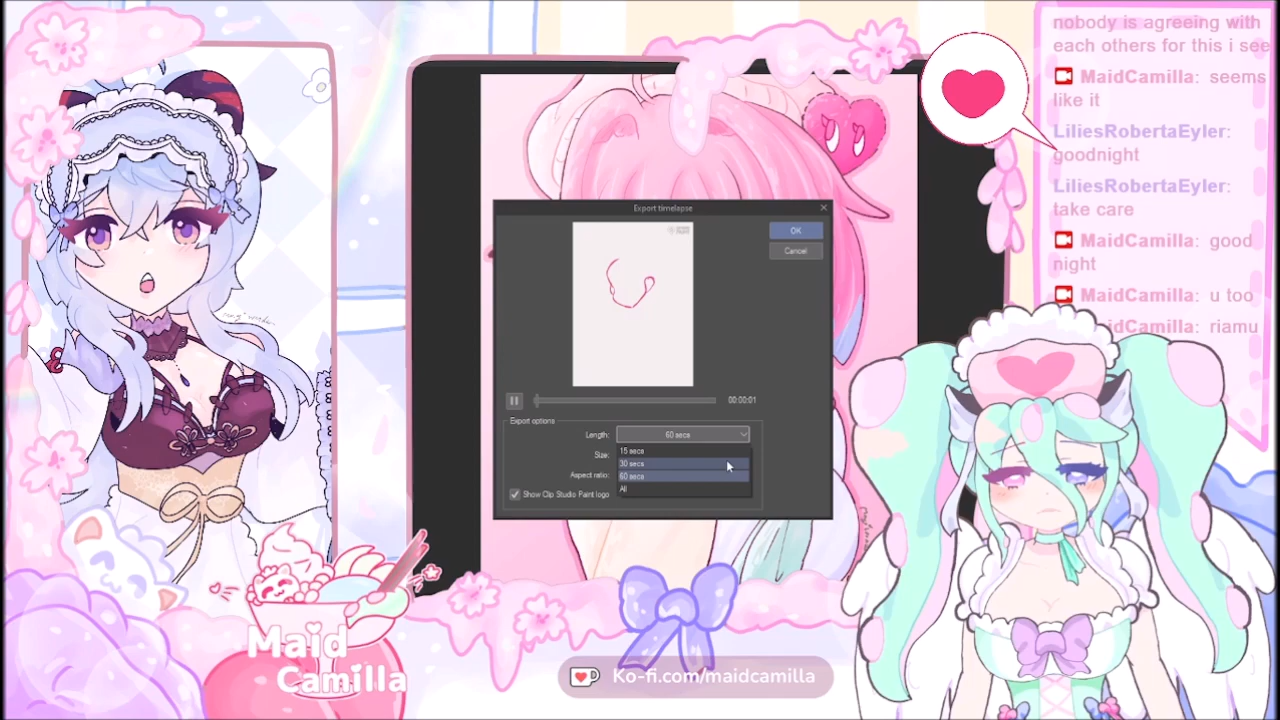 nobody is agreeing with
each others for this i see
MaidCamilla: seems
like it
LiliesRobertaEyler:
goodnight
LiliesRobertaEyler:
take care
MaidCamilla: good
night
MaidCamilla: u too
idCamilla: riamu
Export timelapse
OK
Cancel
00:00:01
Export options
Length: 60 secs
15 secs
Size:
30 secs
Aspect ratio: 60 secs
All
Show Clip Studio Paint logo
Maid
Camilla
Ko-fi.com/maidcamilla